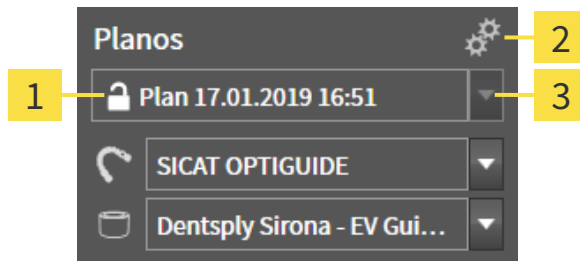 Planos
2
1
Plan 17.01.2019 16:51
3
SICAT OPTIGUIDE
Dentsply Sirona - EV Gui...